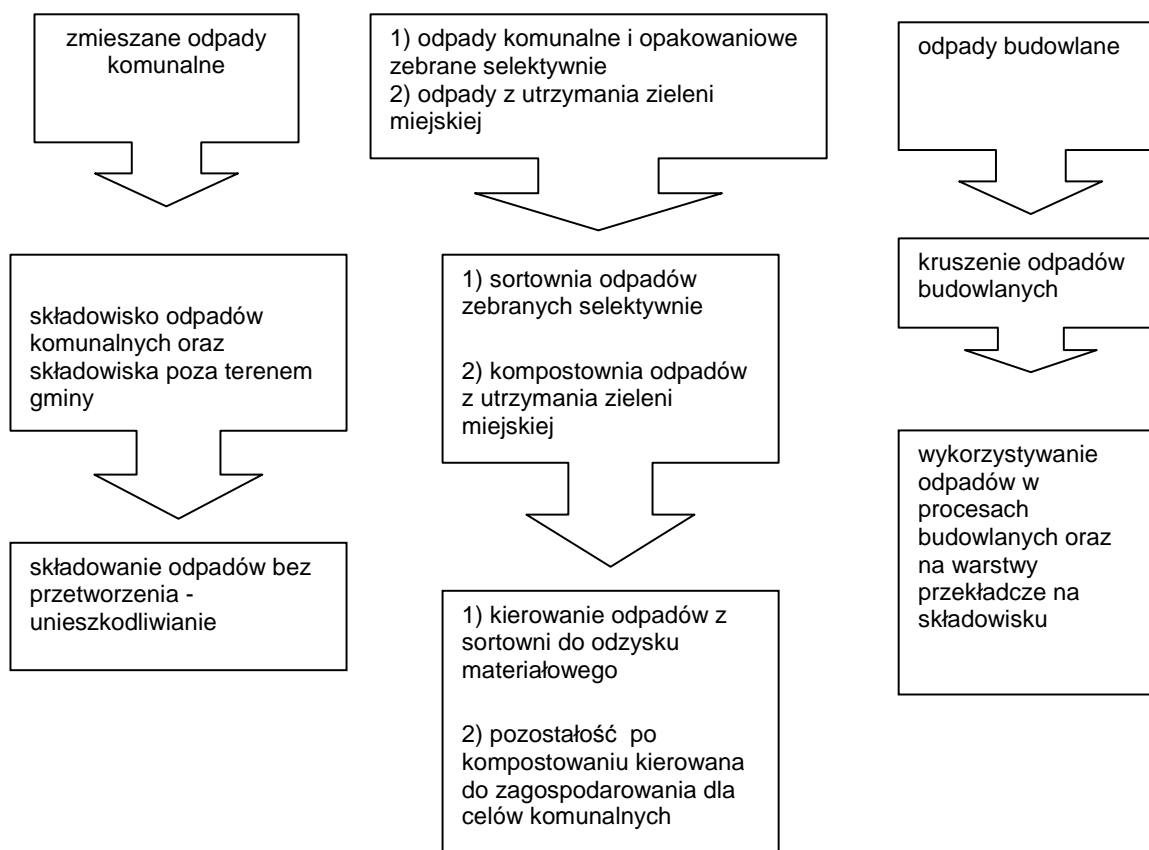 zmieszane odpady
komunalne
składowisko odpadów
komunalnych oraz
składowiska poza terenem
gminy
składowanie odpadów bez
przetworzenia -
unieszkodliwianie
1) odpady komunalne i opakowaniowe
zebrane selektywnie
2) odpady z utrzymania zieleni
miejskiej
1) sortownia odpadów
zebranych selektywnie
2) kompostownia odpadów
z utrzymania zieleni
miejskiej
1) kierowanie odpadów z
sortowni do odzysku
materiałowego
2) pozostałość po
kompostowaniu kierowana
do zagospodarowania dla
celów komunalnych
odpady budowlane
kruszenie odpadów
budowlanych
wykorzystywanie
odpadów w
procesach
budowlanych oraz
na warstwy
przekładcze na
składowisku